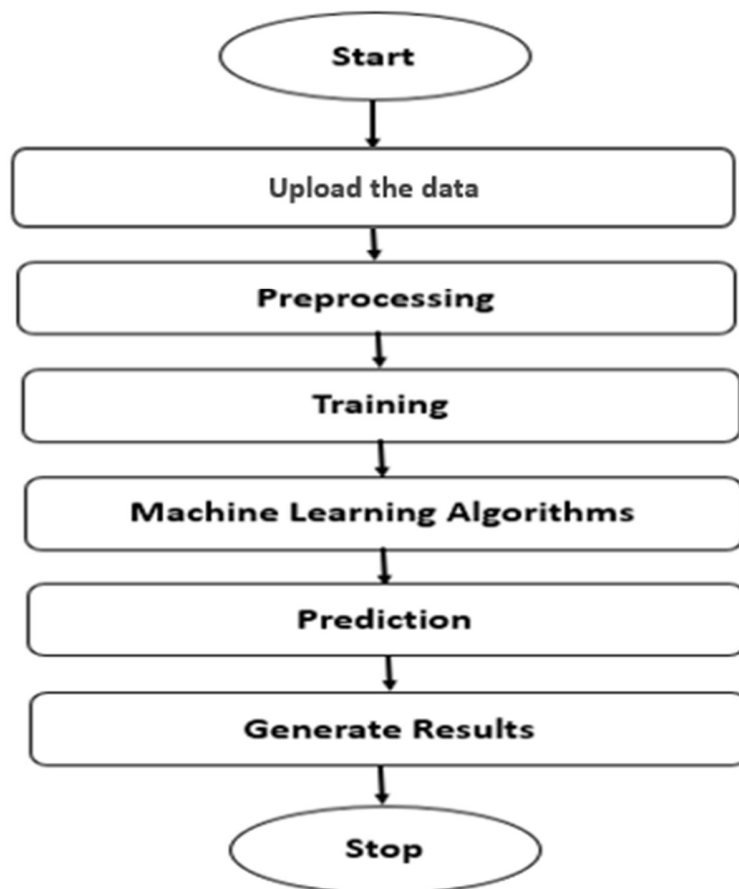 Start
Upload the data
Preprocessing
Training
Machine Learning Algorithms
Prediction
Generate Results
Stop